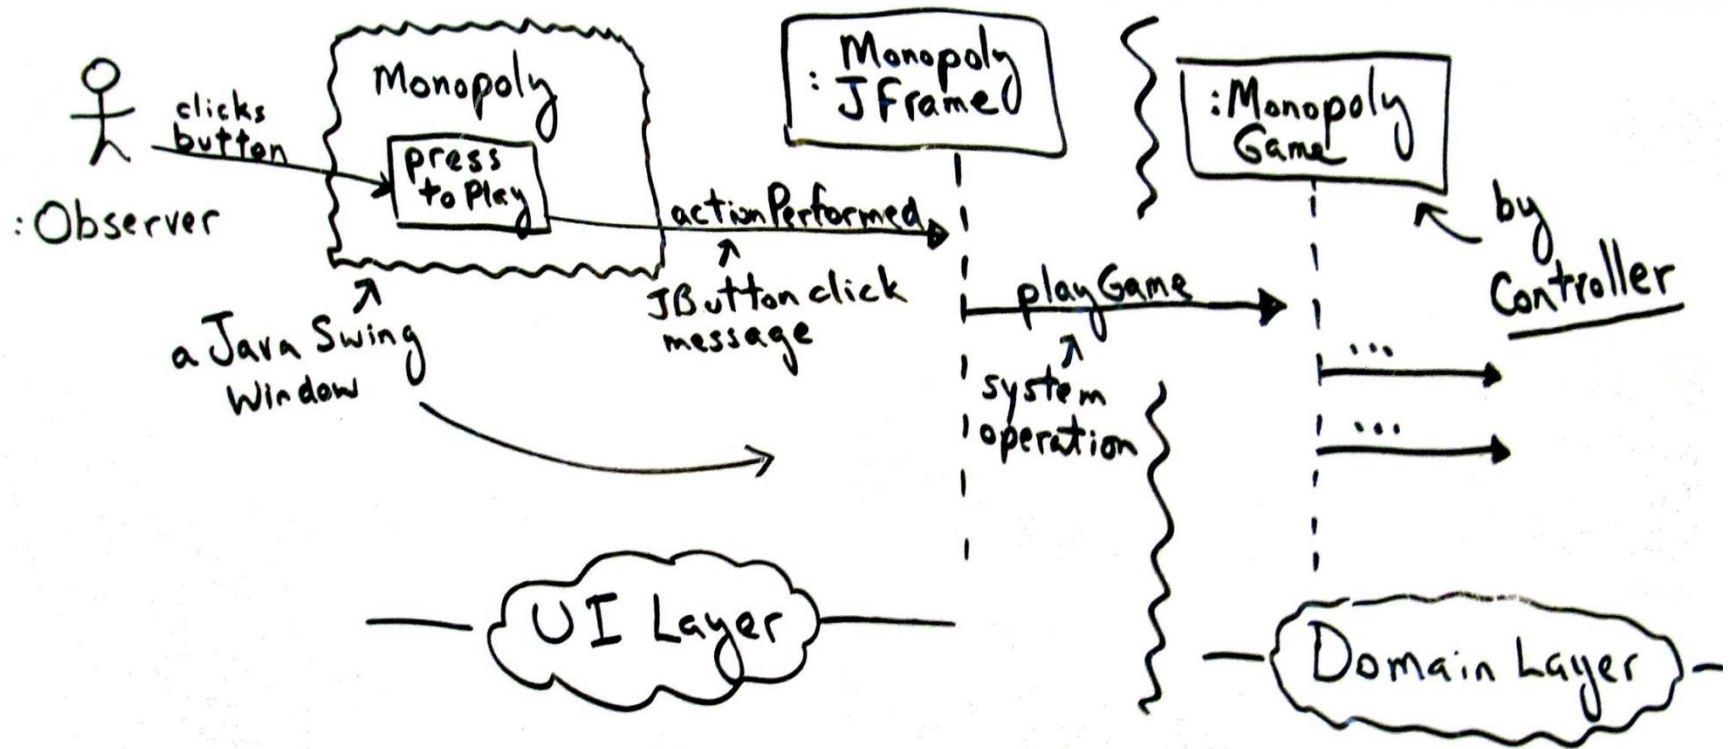 Monopoly
press
to Play
clicks
button
:Observer
a Java Swing
Window
actionPerformed
JButton click
message
Monopoly
: JFrame
playGame
system
operation
:Monopoly
Game
by
Controller
...
...
UI Layer
Domain Layer